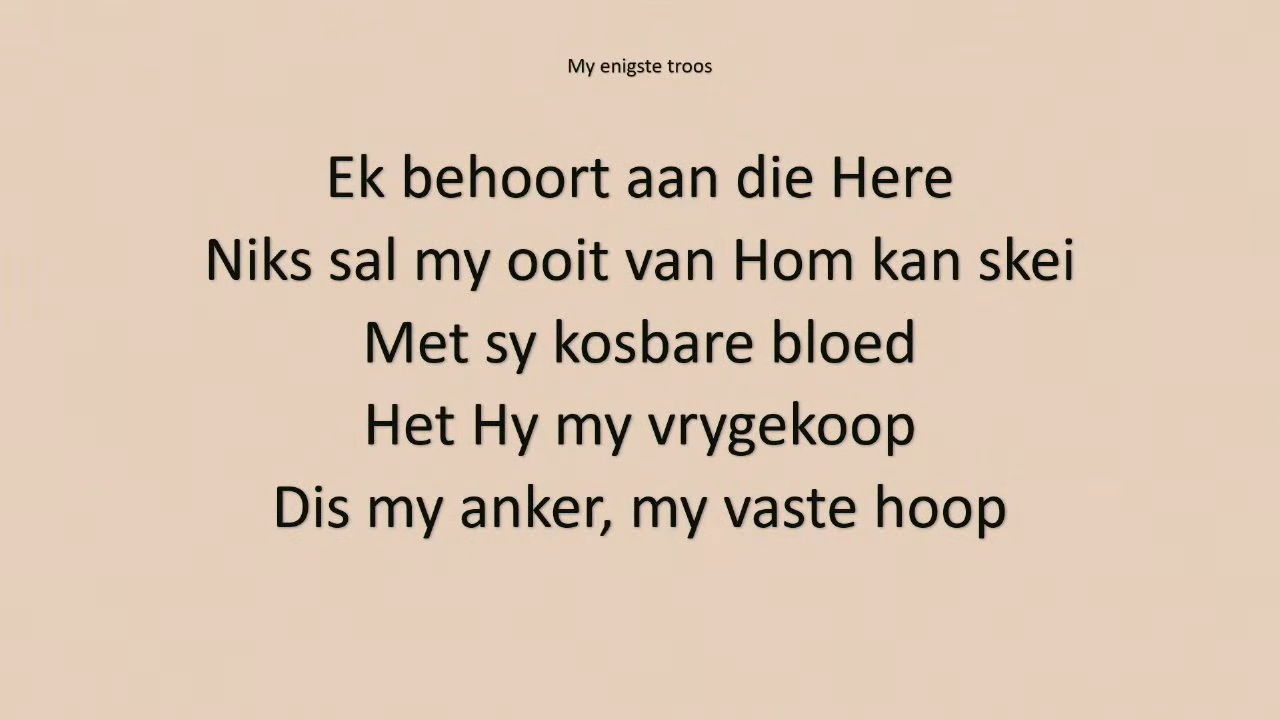 My enigste troos
Ek behoort aan die Here
Niks sal my ooit van Hom kan skei
Met sy kosbare bloed
Het Hy my vrygekoop
Dis my anker, my vaste hoop